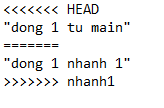 <<<<<<< HEAD
"dong 1 tu main"
=======
"dong 1 nhanh 1"
>>>>>>> nhanh1